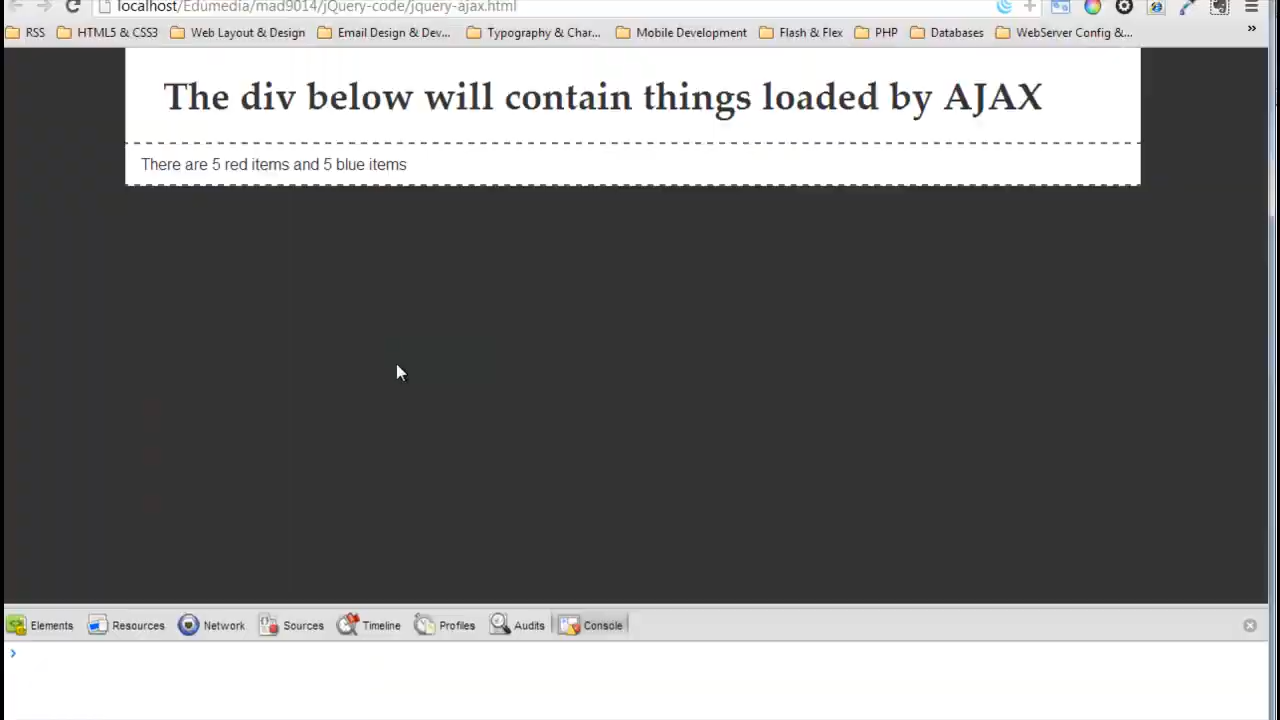 localhost/Edumedia/mad9014/jQuery-code/jquery-ajax.html
RSS HTML5 & CSS3 Web Layout & Design Email Design & Dev... Typography & Char... Mobile Development Flash & Flex PHP Databases WebServer Config &... »
The div below will contain things loaded by AJAX
There are 5 red items and 5 blue items
Elements Resources Network Sources Timeline Profiles Audits Console
>